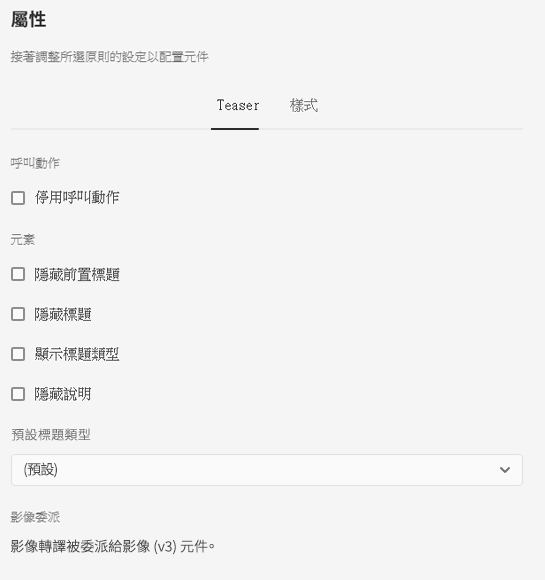 屬性
接著調整所選原則的設定以配置元件
Teaser 樣式
呼叫動作
停用呼叫動作
元素
隱藏前置標題
隱藏標題
顯示標題類型
隱藏說明
預設標題類型
(預設)
影像委派
影像轉譯被委派給影像 (v3) 元件。